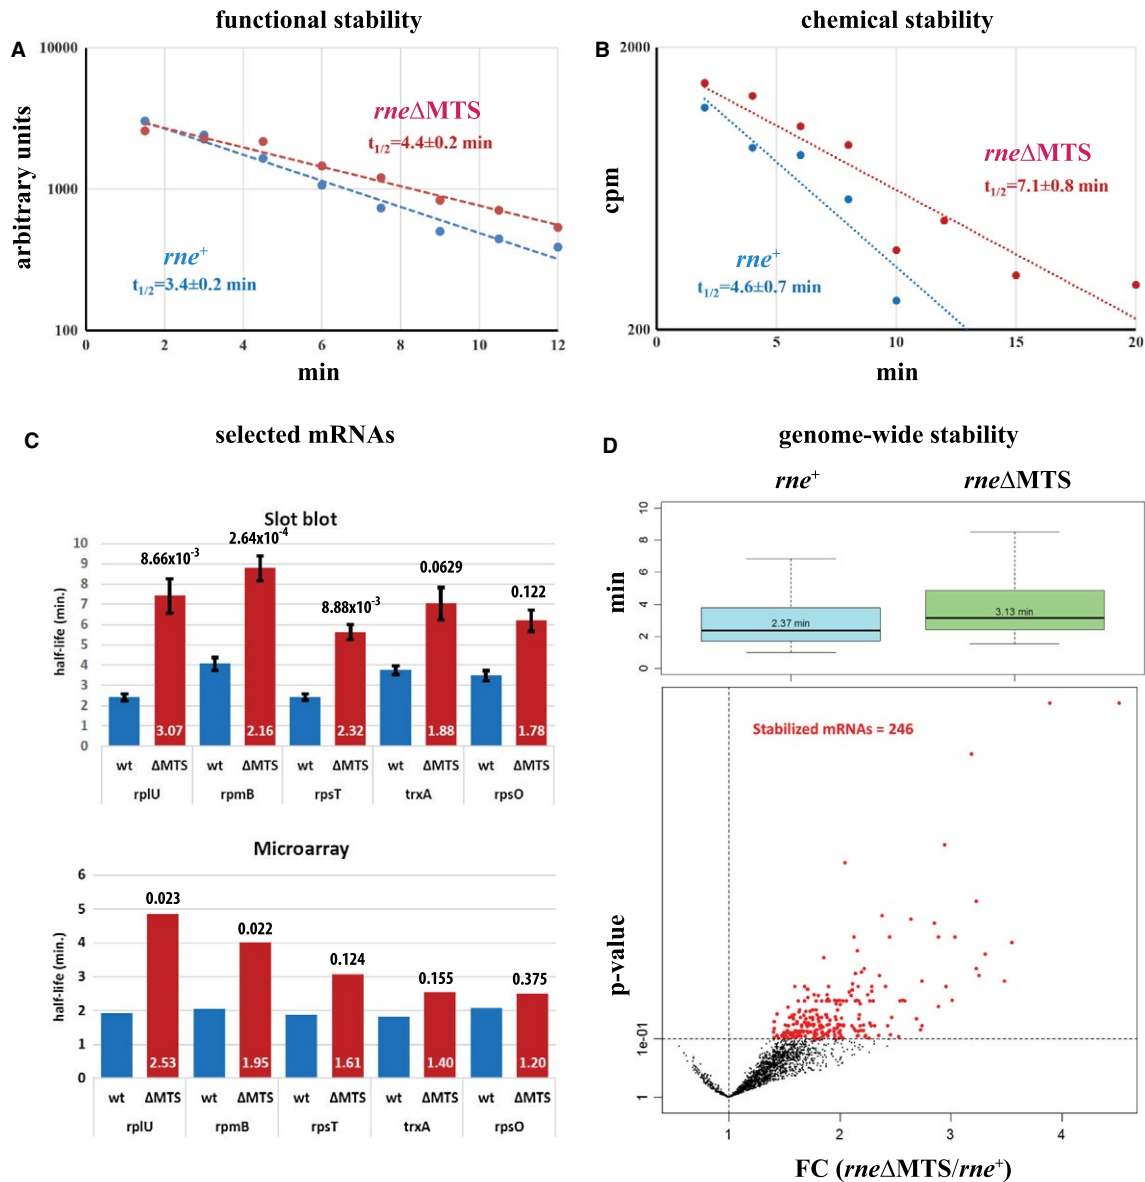 functional stability
A
10000
1000
100
arbitrary units
rneΔMTS
t1/2=4.4±0.2 min
rne+
t1/2=3.4±0.2 min
0 2 4 6 8 10 12
min
chemical stability
B
2000
200
cpm
rneΔMTS
t1/2=7.1±0.8 min
rne+
t1/2=4.6±0.7 min
0 5 10 15 20
min
C
selected mRNAs
Slot blot
half-life (min.)
10
9
8
7
6
5
4
3
2
1
0
8.66x10-3
2.64x10-4
8.88x10-3
0.0629
0.122
3.07 2.16 2.32 1.88 1.78
wt ΔMTS wt ΔMTS wt ΔMTS wt ΔMTS wt ΔMTS
rplU rpmB rpsT trxA rpsO
Microarray
half-life (min.)
6
5
4
3
2
1
0
0.023
0.022
0.124
0.155
0.375
2.53 1.95 1.61 1.40 1.20
wt ΔMTS wt ΔMTS wt ΔMTS wt ΔMTS wt ΔMTS
rplU rpmB rpsT trxA rpsO
D
genome-wide stability
rne+ rneΔMTS
min
10
8
6
4
2
0
2.37 min
3.13 min
Stabilized mRNAs = 246
p-value
1e-01
1
1 2 3 4
FC (rneΔMTS/rne+)